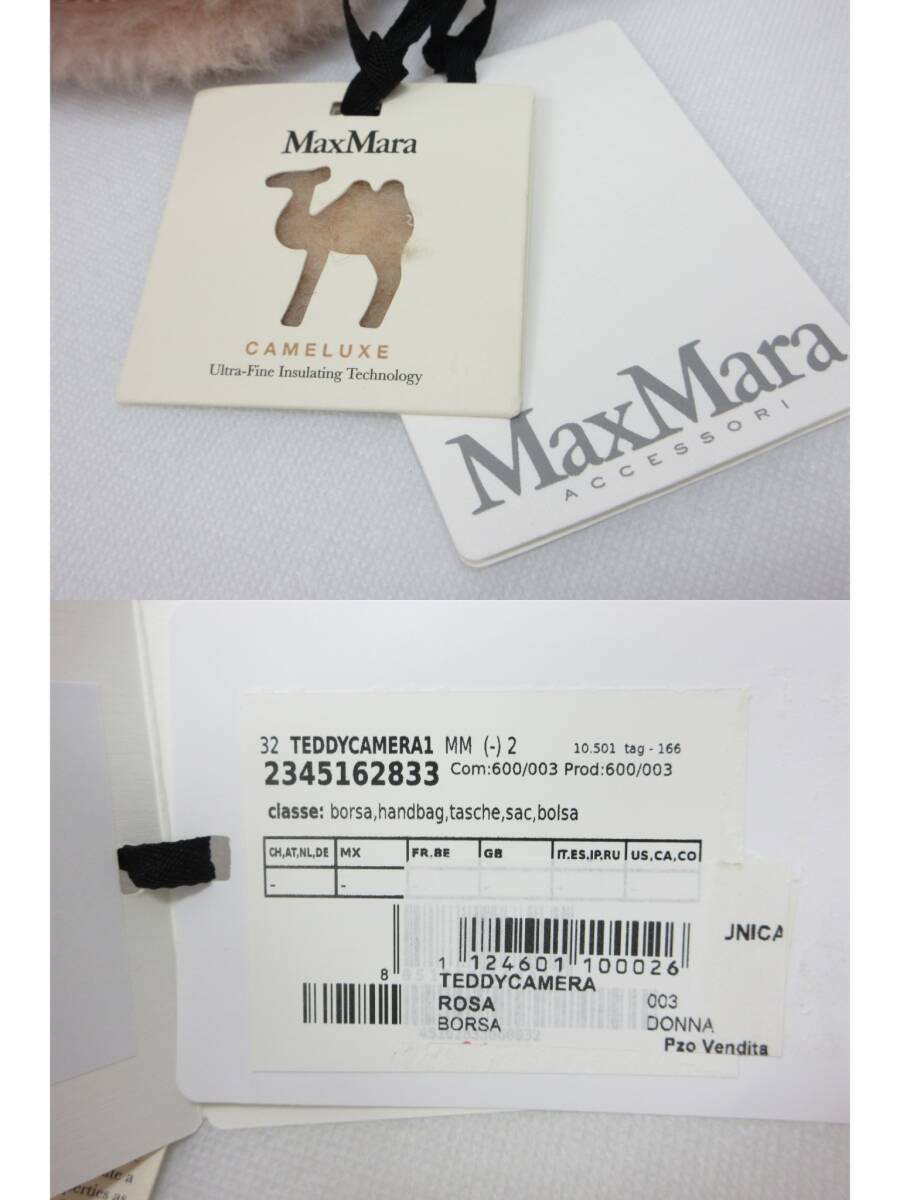 MaxMara
CAMELUXE
Ultra-Fine Insulating Technology
MaxMara
ACCESSORI
32 TEDDYCAMERA1 MM (-) 2 10.501 tag - 166
2345162833 Com:600/003 Prod:600/003
classe: borsa,handbag,tasche,sac,bolsa
CH,AT,NL,DE MX FR.BE GB IT.ES.JP.RU US,CA,CO
- - - - - -
JNICA
8
1 124601 100026
TEDDYCAMERA
ROSA 003
BORSA DONNA
Pzo Vendita